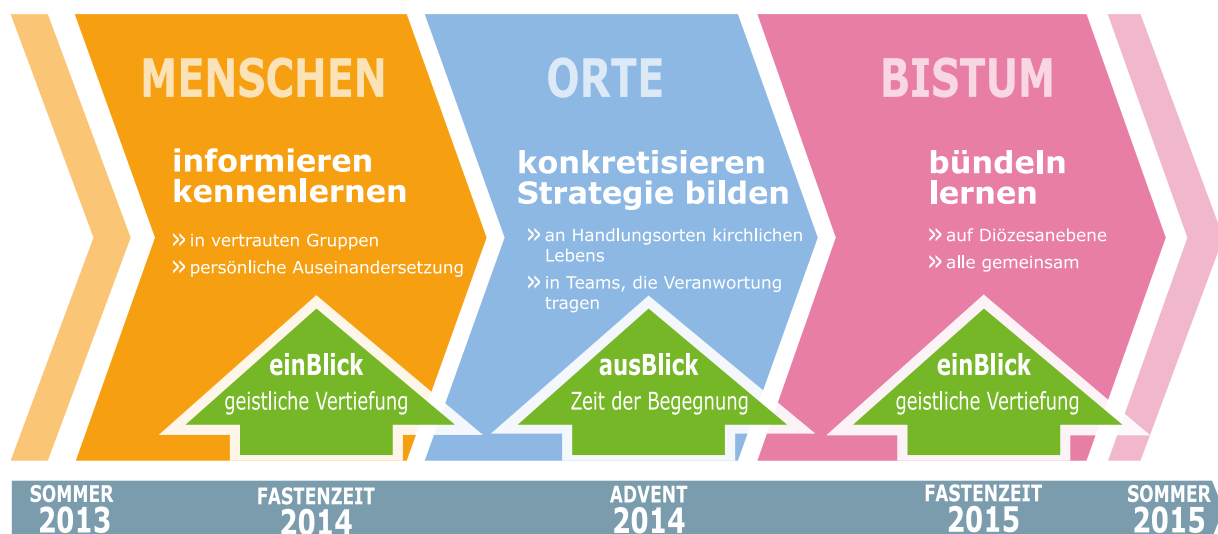 MENSCHEN
informieren
kennenlernen
» in vertrauten Gruppen
» persönliche Auseinandersetzung
einBlick
geistliche Vertiefung
ORTE
konkretisieren
Strategie bilden
» an Handlungsorten kirchlichen
Lebens
» in Teams, die Veranwortung
tragen
ausBlick
Zeit der Begegnung
BISTUM
bündeln
lernen
» auf Diözesanebene
» alle gemeinsam
einBlick
geistliche Vertiefung
SOMMER
2013
FASTENZEIT
2014
ADVENT
2014
FASTENZEIT
2015
SOMMER
2015